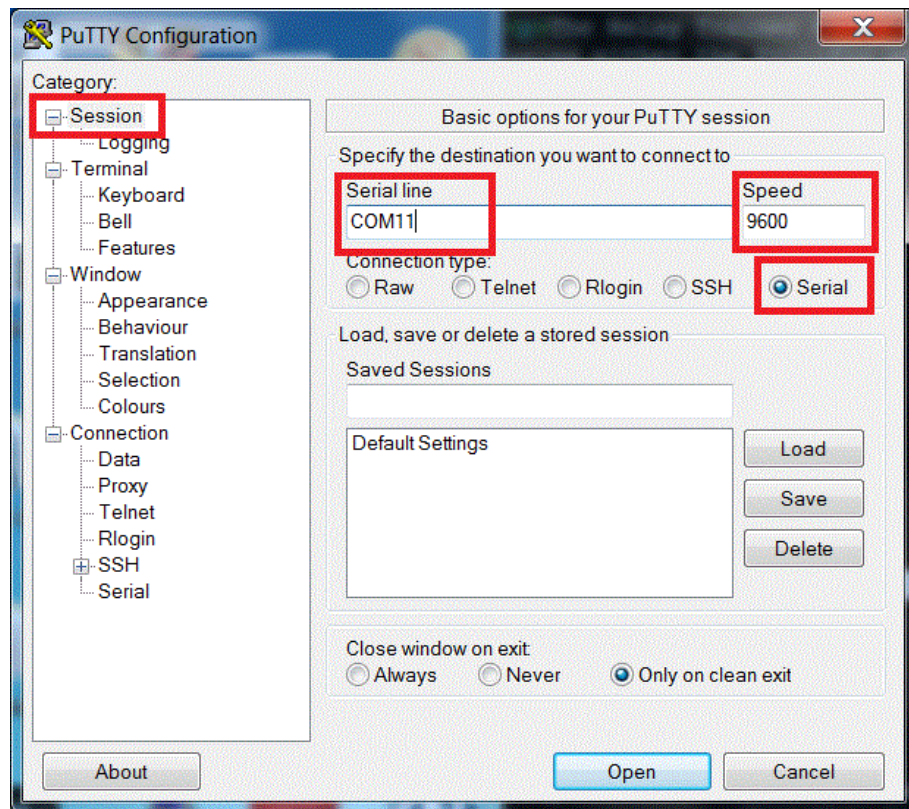 PuTTY Configuration
Category:
Session
Logging
Terminal
Keyboard
Bell
Features
Window
Appearance
Behaviour
Translation
Selection
Colours
Connection
Data
Proxy
Telnet
Rlogin
SSH
Serial
Basic options for your PuTTY session
Specify the destination you want to connect to
Serial line Speed
COM11 9600
Connection type:
Raw Telnet Rlogin SSH Serial
Load, save or delete a stored session
Saved Sessions
Default Settings
Load
Save
Delete
Close window on exit:
Always Never Only on clean exit
About Open Cancel